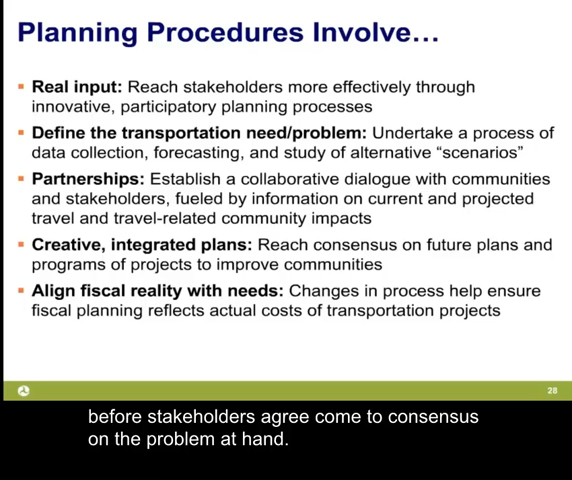 Planning Procedures Involve…
Real input: Reach stakeholders more effectively through
innovative, participatory planning processes
Define the transportation need/problem: Undertake a process of
data collection, forecasting, and study of alternative “scenarios”
Partnerships: Establish a collaborative dialogue with communities
and stakeholders, fueled by information on current and projected
travel and travel-related community impacts
Creative, integrated plans: Reach consensus on future plans and
programs of projects to improve communities
Align fiscal reality with needs: Changes in process help ensure
fiscal planning reflects actual costs of transportation projects
28
before stakeholders agree come to consensus
on the problem at hand.